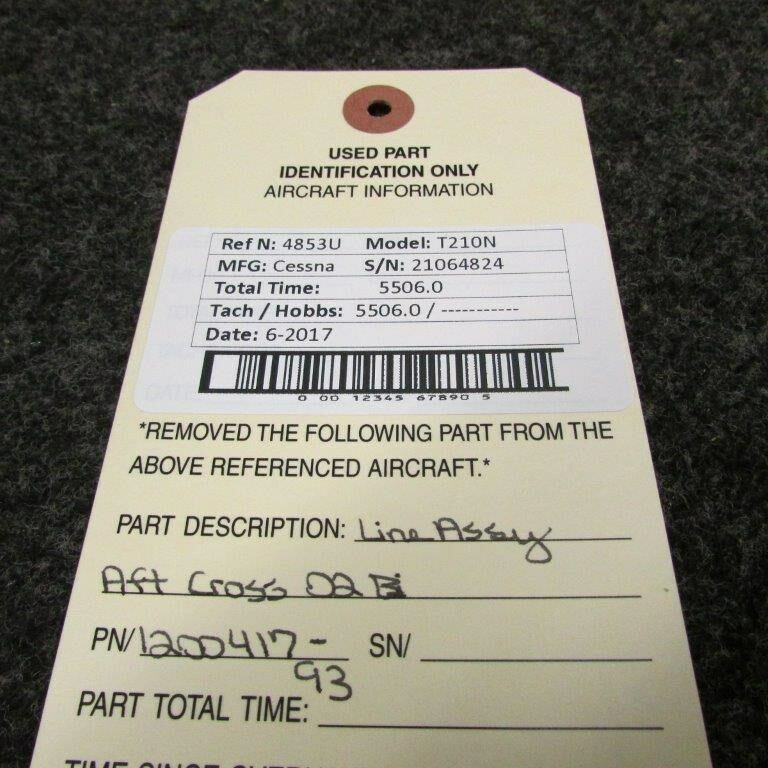 USED PART
IDENTIFICATION ONLY
AIRCRAFT INFORMATION
Ref N: 4853U Model: T210N
MFG: Cessna S/N: 21064824
Total Time: 5506.0
Tach / Hobbs: 5506.0 / -----------
Date: 6-2017
0 00 12345 67890 5
*REMOVED THE FOLLOWING PART FROM THE
ABOVE REFERENCED AIRCRAFT.*
PART DESCRIPTION: Line Assy
Aft Cross O2
PN/ 1200417- SN/
93
PART TOTAL TIME:
TIME SINCE